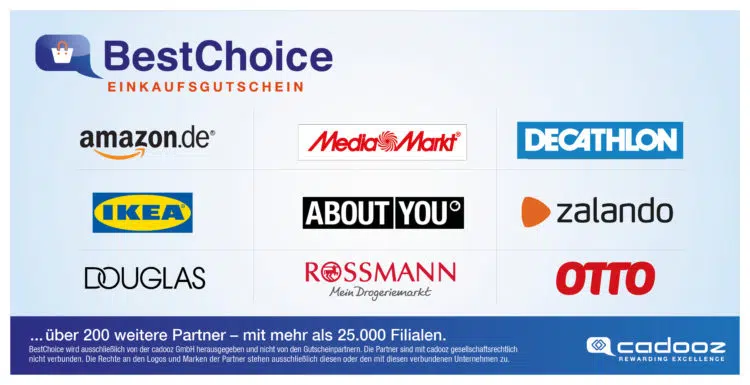 BestChoice
EINKAUFSGUTSCHEIN
amazon.de®
Media Markt®
DECATHLON
IKEA®
ABOUT YOU
zalando
DOUGLAS
ROSSMANN
Mein Drogeriemarkt
OTTO
...über 200 weitere Partner – mit mehr als 25.000 Filialen.
BestChoice wird ausschließlich von der cadooz GmbH herausgegeben und nicht von den Gutscheinpartnern. Die Partner sind mit cadooz gesellschaftsrechtlich
nicht verbunden. Die Rechte an den Logos und Marken der Partner stehen ausschließlich diesen oder den mit diesen verbundenen Unternehmen zu.
cadooz
REWARDING EXCELLENCE